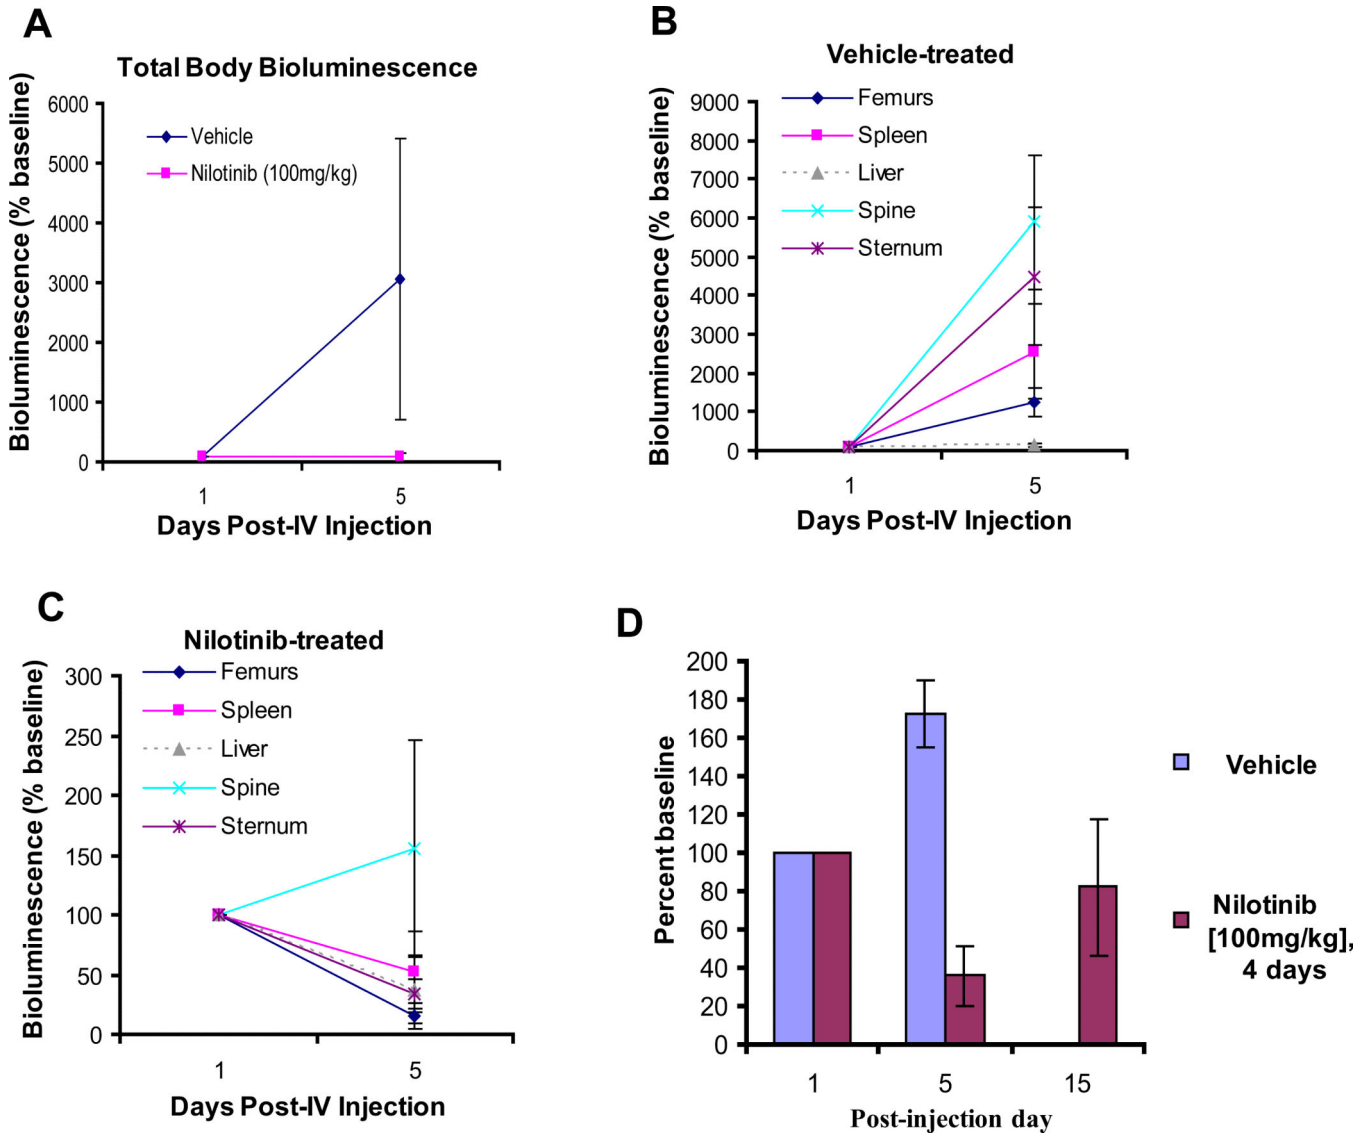 A
Total Body Bioluminescence
Bioluminescence (% baseline)
6000
5000
4000
3000
2000
1000
0
Vehicle
Nilotinib (100mg/kg)
1
5
Days Post-IV Injection
B
Vehicle-treated
Bioluminescence (% baseline)
9000
8000
7000
6000
5000
4000
3000
2000
1000
0
Femurs
Spleen
Liver
Spine
Sternum
1
5
Days Post-IV Injection
C
Nilotinib-treated
Bioluminescence (% baseline)
300
250
200
150
100
50
0
Femurs
Spleen
Liver
Spine
Sternum
1
5
Days Post-IV Injection
D
Percent baseline
200
180
160
140
120
100
80
60
40
20
0
1
5
15
Post-injection day
Vehicle
Nilotinib
[100mg/kg],
4 days